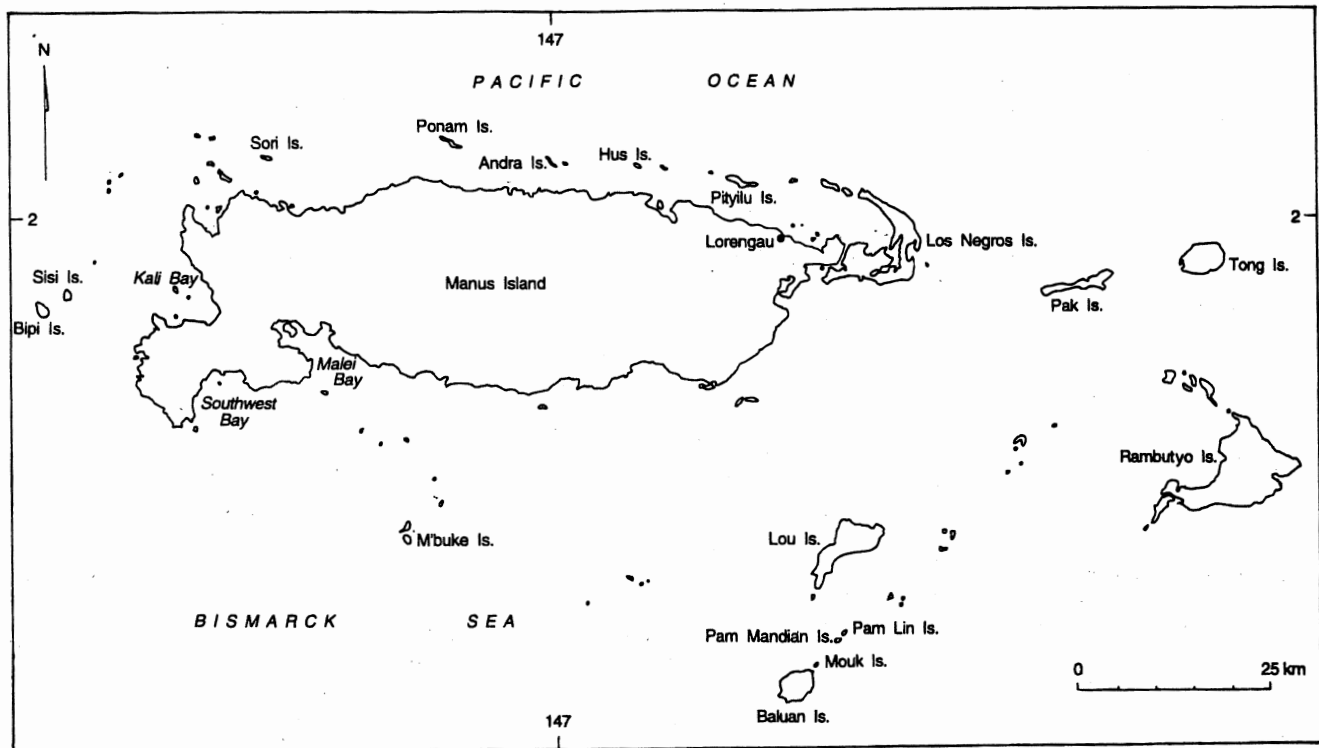 147
N
PACIFIC OCEAN
Ponam Is.
Sori Is.
Andra Is.
Hus Is.
Pityilu Is.
2
2
Lorengau
Los Negros Is.
Tong Is.
Sisi Is.
Kali Bay
Manus Island
Pak Is.
Bipi Is.
Malei
Bay
Southwest
Bay
Rambutyo Is.
M'buke Is.
Lou Is.
BISMARCK SEA
Pam Mandian Is.
Pam Lin Is.
Mouk Is.
0
25 km
Baluan Is.
147